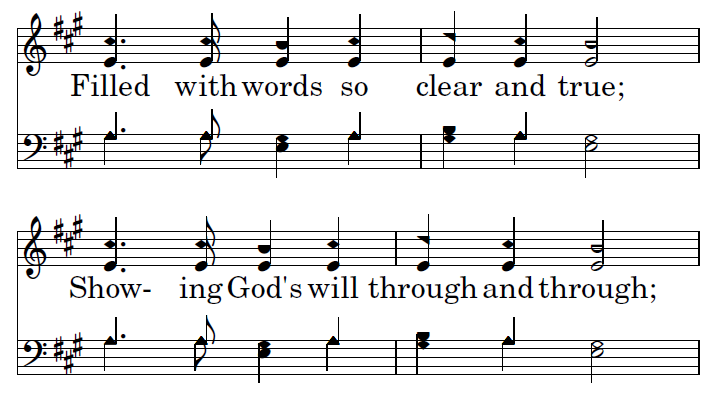 Filled with words so clear and true;
Show- ing God's will through and through;